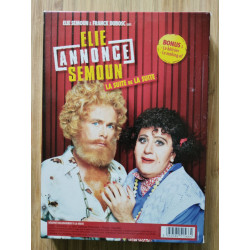 ELIE SEMOUN & FRANCK DUBOSC
ELIE
ANNONCE
SEMOUN
LA SUITE DE LA SUITE
BONUS :